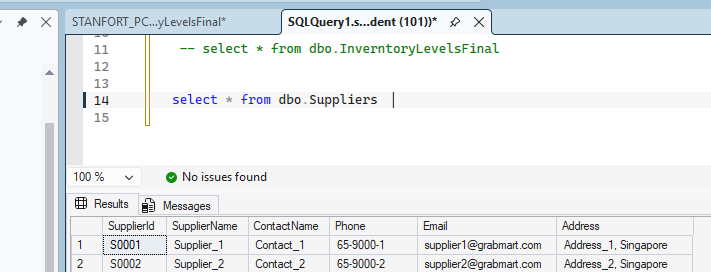 STANFORT_PC...yLevelsFinal* SQLQuery1.s...dent (101))*
11 -- select * from dbo.InverntoryLevelsFinal
12
13
14 select * from dbo.Suppliers
15
100 % No issues found
Results Messages
SupplierId SupplierName ContactName Phone Email Address
1 S0001 Supplier_1 Contact_1 65-9000-1 supplier1@grabmart.com Address_1, Singapore
2 S0002 Supplier_2 Contact_2 65-9000-2 supplier2@grabmart.com Address_2, Singapore